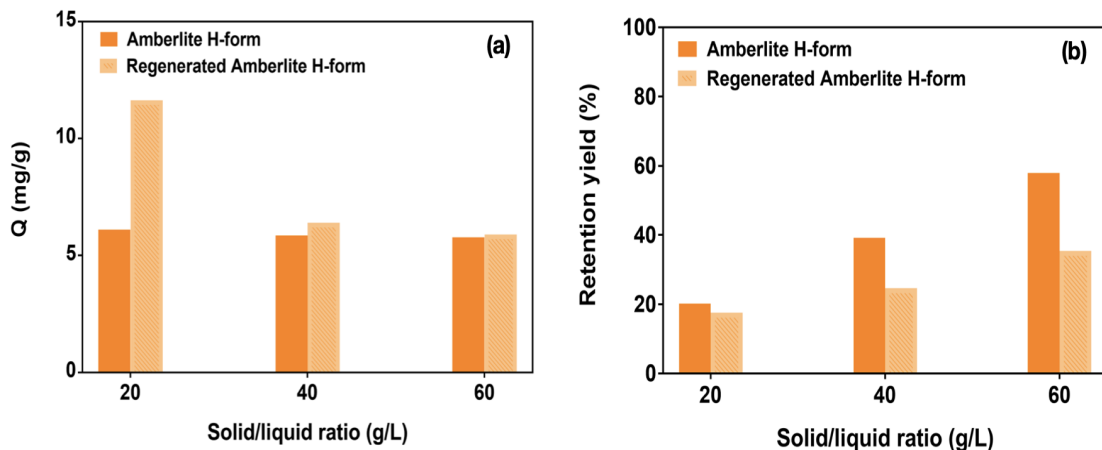 15
Amberlite H-form
(a)
Regenerated Amberlite H-form
10
Q (mg/g)
5
0
20
40
60
Solid/liquid ratio (g/L)
100
Amberlite H-form
(b)
Regenerated Amberlite H-form
80
60
Retention yield (%)
40
20
0
20
40
60
Solid/liquid ratio (g/L)